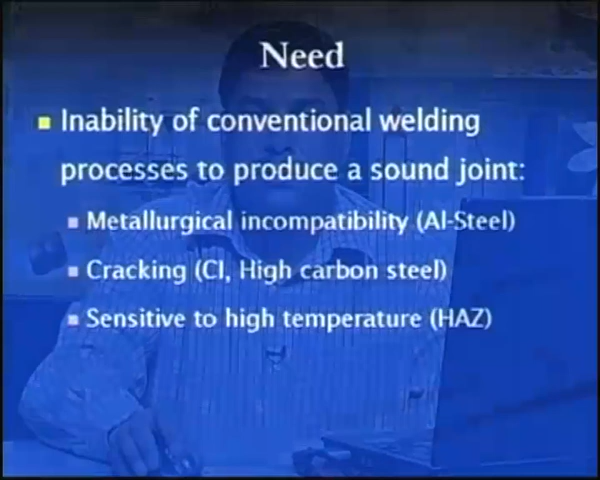 Need
Inability of conventional welding
processes to produce a sound joint:
Metallurgical incompatibility (Al-Steel)
Cracking (CI, High carbon steel)
Sensitive to high temperature (HAZ)